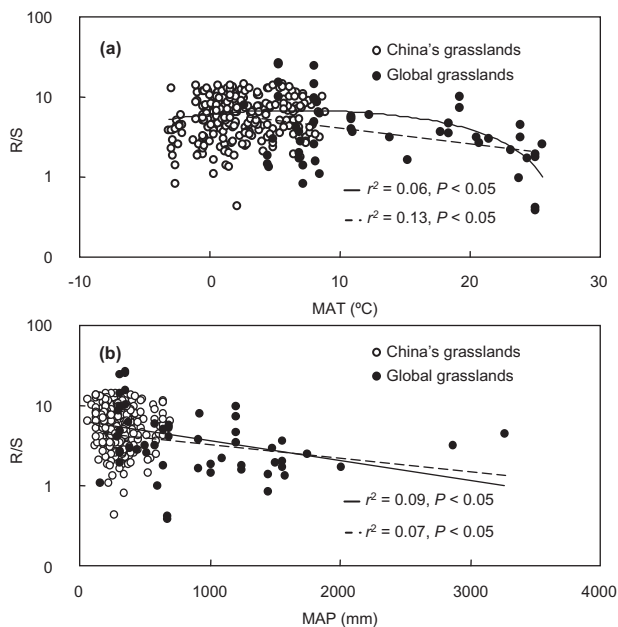 100
(a)
China's grasslands
Global grasslands
10
R/S
1
r² = 0.06, P < 0.05
r² = 0.13, P < 0.05
0
-10 0 10 20 30
MAT (ºC)
100
(b)
China's grasslands
Global grasslands
10
R/S
1
r² = 0.09, P < 0.05
r² = 0.07, P < 0.05
0
0 1000 2000 3000 4000
MAP (mm)